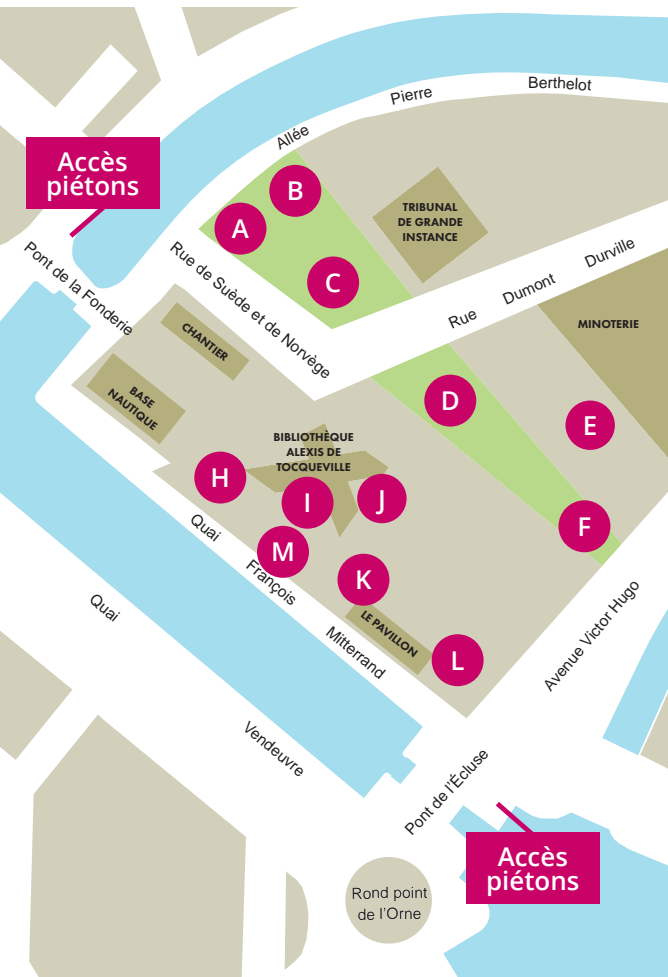 Berthelot
Pierre
Allée
Accès
piétons
B
A
TRIBUNAL
DE GRANDE
INSTANCE
C
Pont de la Fonderie
Rue de Suède et de Norvège
Rue Dumont Durville
CHANTIER
MINOTERIE
BASE
NAUTIQUE
D
E
BIBLIOTHÈQUE
ALEXIS DE
TOCQUEVILLE
H
I
J
F
M
K
Quai François Mitterrand
LE PAVILLON
L
Avenue Victor Hugo
Quai Vendeuvre
Pont de l'Écluse
Accès
piétons
Rond point
de l'Orne